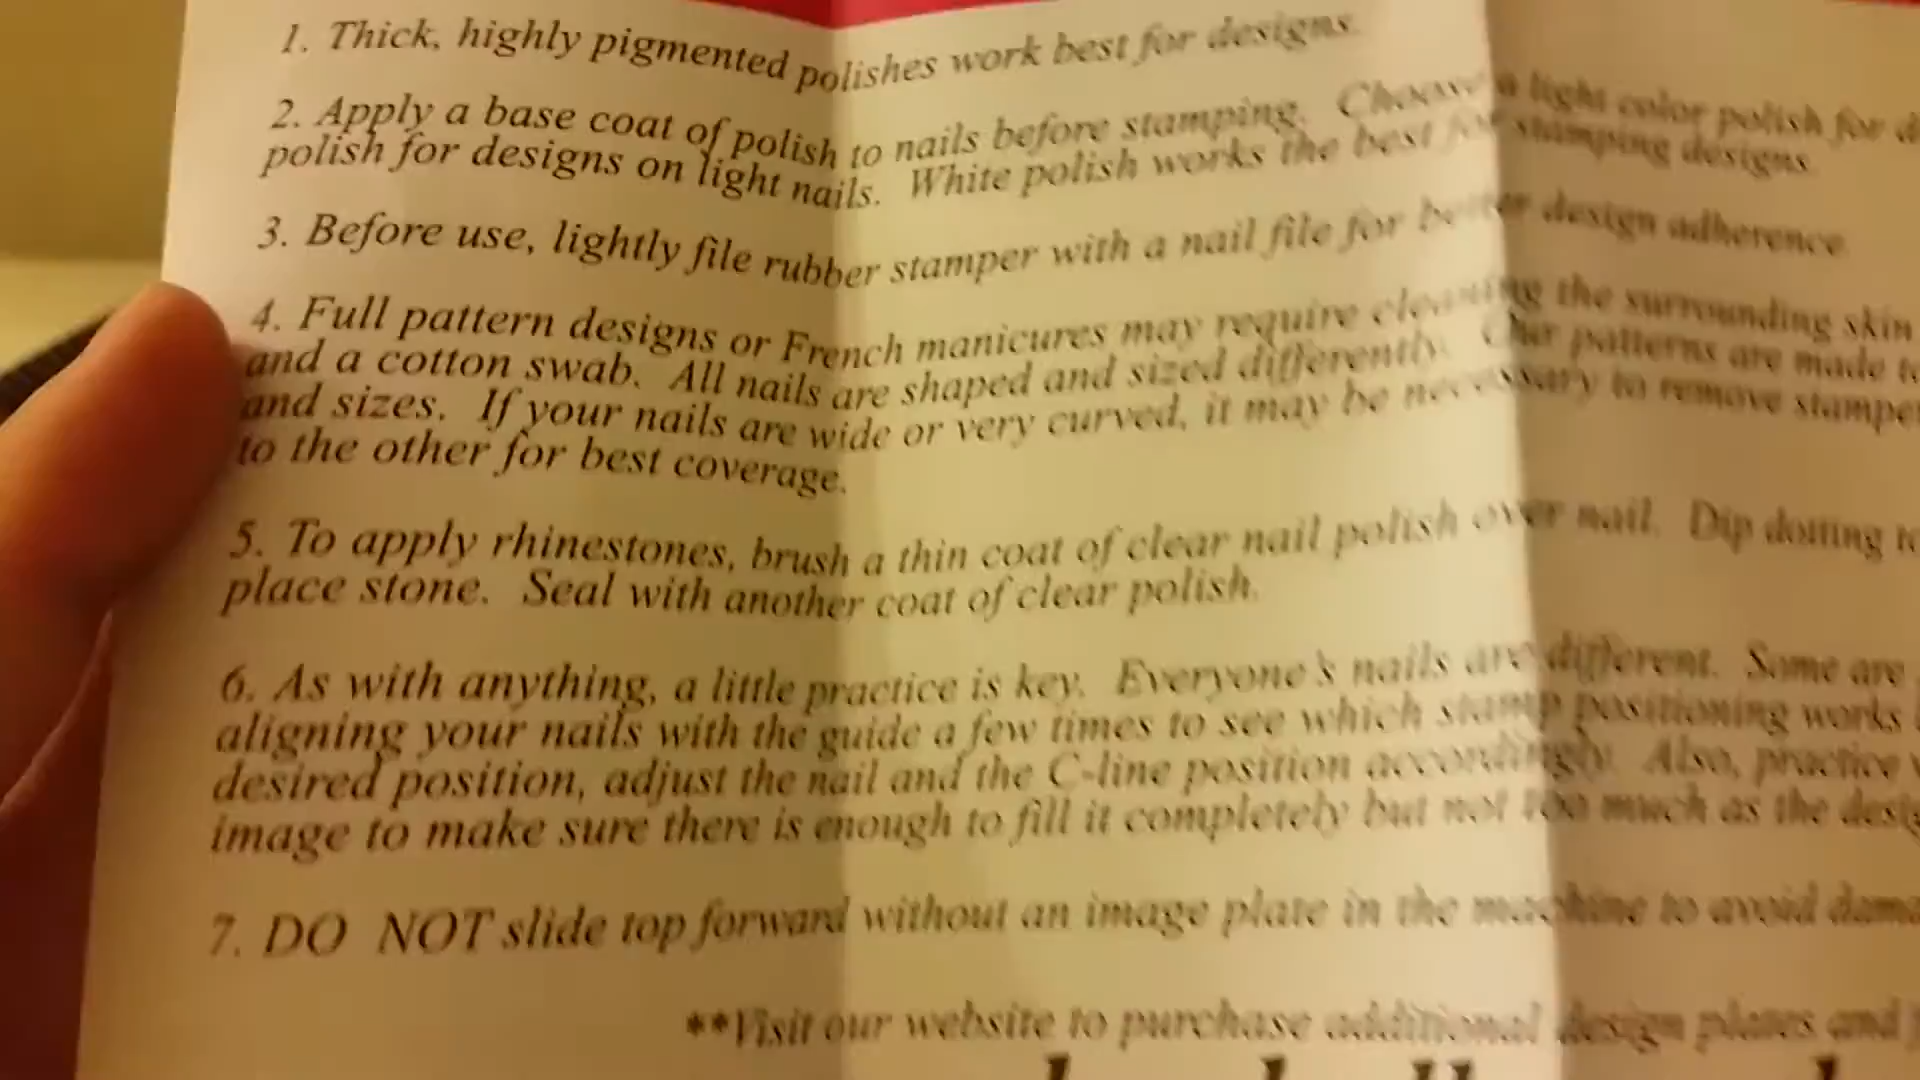 1. Thick, highly pigmented polishes work best for designs.
2. Apply a base coat of polish to nails before stamping. Choose a light color polish for
polish for designs on light nails. White polish works the best for stamping designs.
3. Before use, lightly file rubber stamper with a nail file for better design adherence.
4. Full pattern designs or French manicures may require cleaning the surrounding skin
and a cotton swab. All nails are shaped and sized differently. Our patterns are made to
and sizes. If your nails are wide or very curved, it may be necessary to remove stamper
to the other for best coverage.
5. To apply rhinestones, brush a thin coat of clear nail polish over nail. Dip dotting
place stone. Seal with another coat of clear polish.
6. As with anything, a little practice is key. Everyone's nails are different. Some are
aligning your nails with the guide a few times to see which stamp positioning works
desired position, adjust the nail and the C-line position accordingly. Also, practice
image to make sure there is enough to fill it completely but not too much as the
7. DO NOT slide top forward without an image plate in the machine to avoid
**Visit our website to purchase additional design plates and